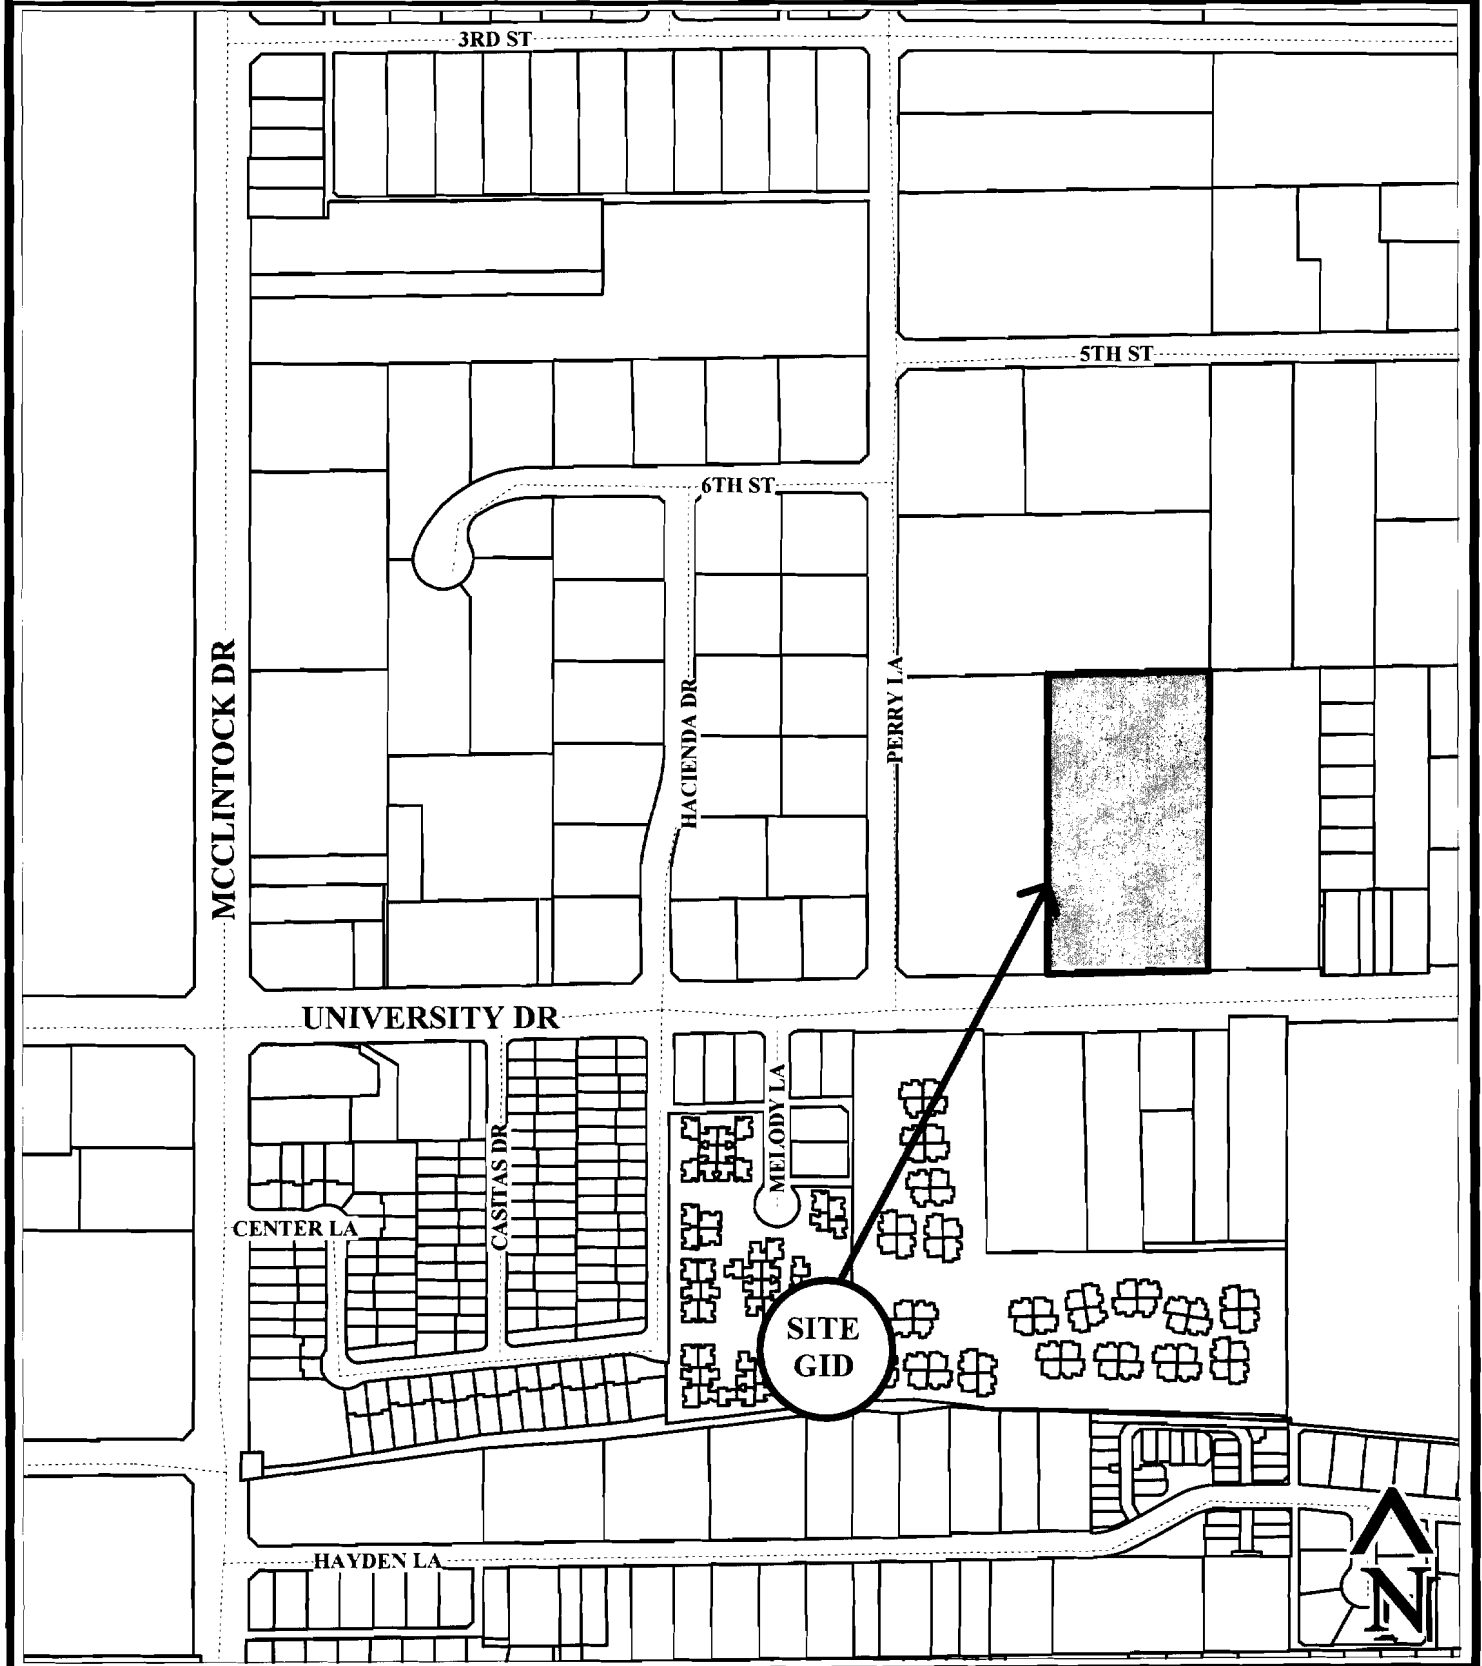 3RD ST
5TH ST
6TH ST
MCCLINTOCK DR
HACIENDA DR
PERRY LA
UNIVERSITY DR
MELODY LA
CASITAS DR
CENTER LA
SITE
GID
HAYDEN LA
N